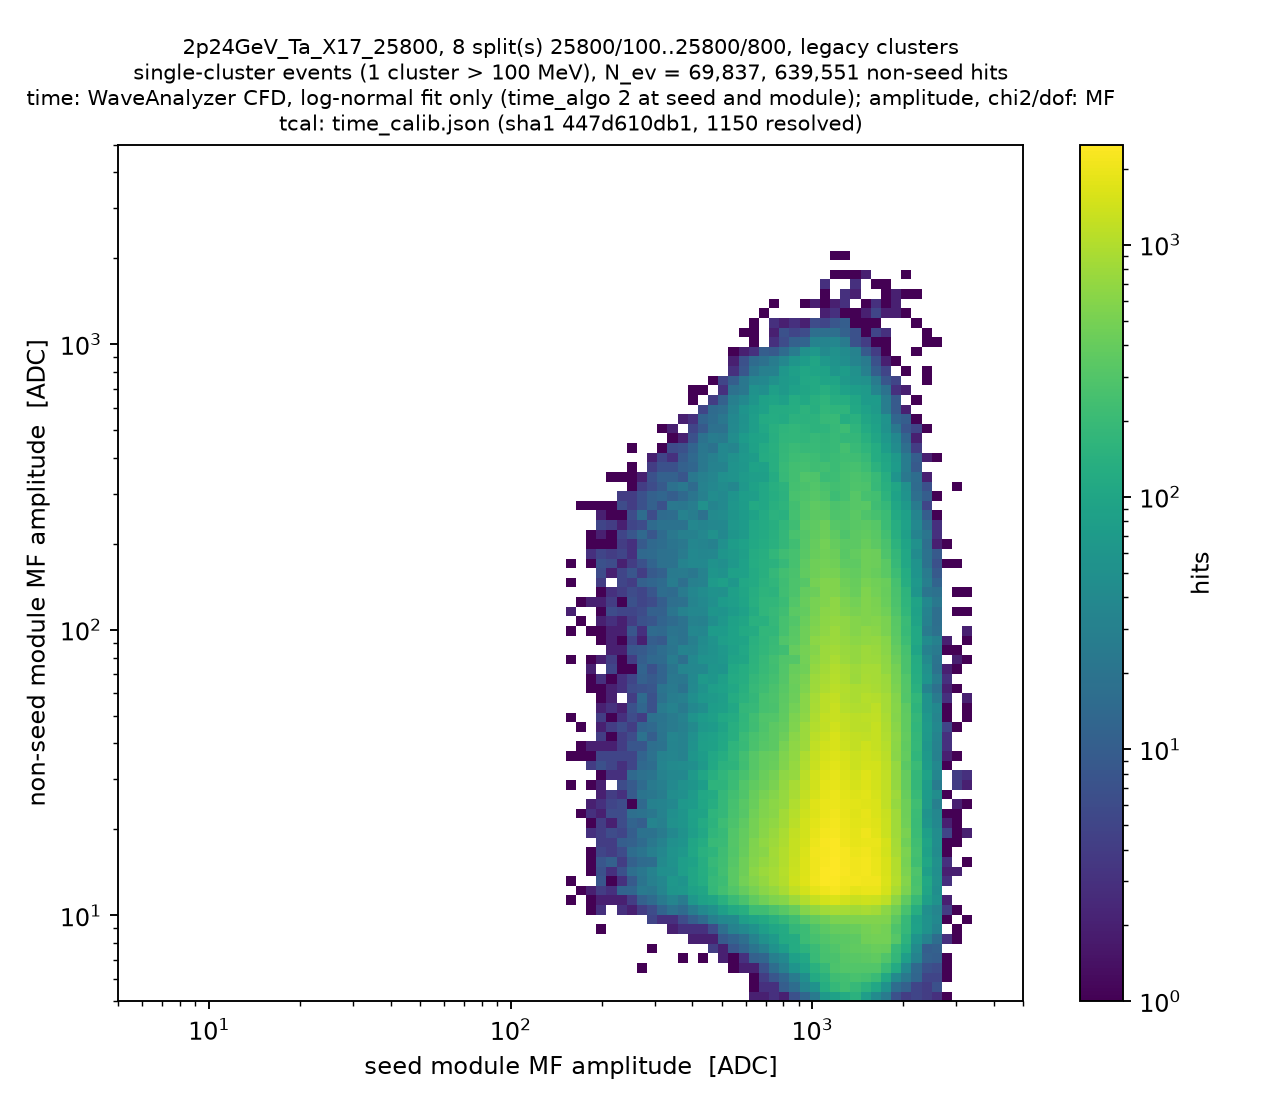 2p24GeV_Ta_X17_25800, 8 split(s) 25800/100..25800/800, legacy clusters
single-cluster events (1 cluster > 100 MeV), N_ev = 69,837, 639,551 non-seed hits
time: WaveAnalyzer CFD, log-normal fit only (time_algo 2 at seed and module); amplitude, chi2/dof: MF
tcal: time_calib.json (sha1 447d610db1, 1150 resolved)
non-seed module MF amplitude [ADC]
10³
10²
10¹
10¹
10²
10³
seed module MF amplitude [ADC]
10³
10²
10¹
10⁰
hits